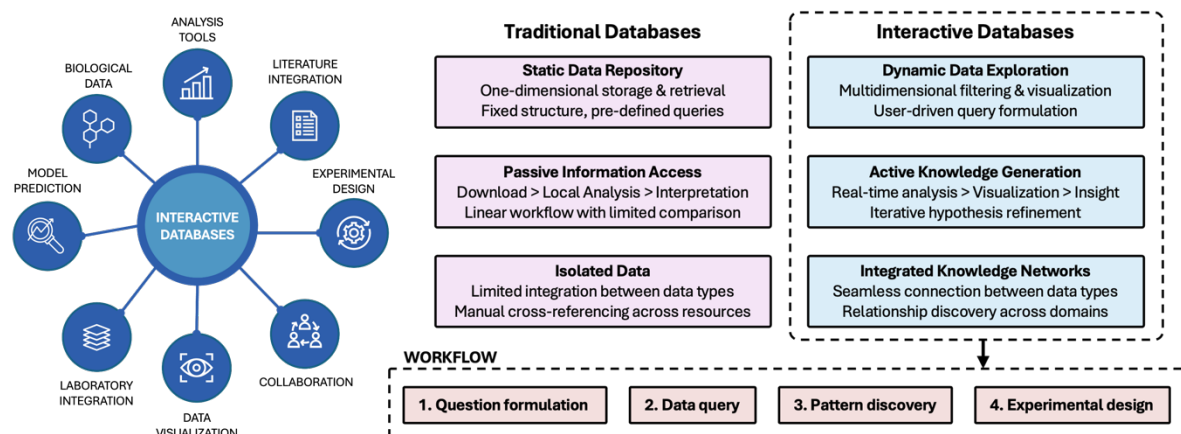 ANALYSIS
TOOLS
BIOLOGICAL
DATA
LITERATURE
INTEGRATION
MODEL
PREDICTION
EXPERIMENTAL
DESIGN
INTERACTIVE
DATABASES
LABORATORY
INTEGRATION
COLLABORATION
DATA
VISUALIZATION
Traditional Databases
Static Data Repository
One-dimensional storage & retrieval
Fixed structure, pre-defined queries
Passive Information Access
Download > Local Analysis > Interpretation
Linear workflow with limited comparison
Isolated Data
Limited integration between data types
Manual cross-referencing across resources
Interactive Databases
Dynamic Data Exploration
Multidimensional filtering & visualization
User-driven query formulation
Active Knowledge Generation
Real-time analysis > Visualization > Insight
Iterative hypothesis refinement
Integrated Knowledge Networks
Seamless connection between data types
Relationship discovery across domains
WORKFLOW
1. Question formulation
2. Data query
3. Pattern discovery
4. Experimental design